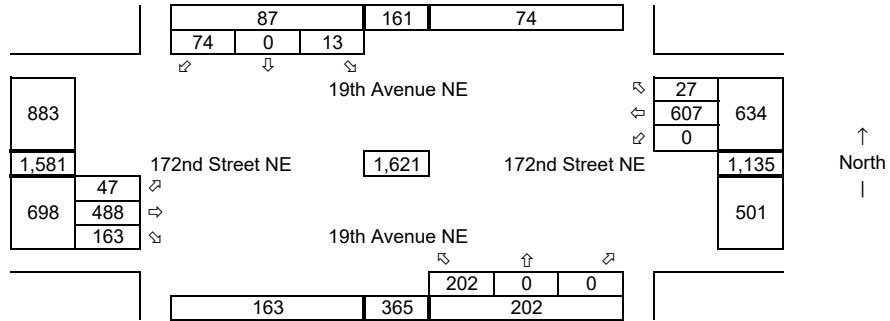 87 161 74
74 0 13
⬃ ⇩ ⬂
19th Avenue NE
883
⬁ 27
⇦ 607
⬃ 0
634
1,581 172nd Street NE 1,621 172nd Street NE 1,135
↑
North
|
698
47 ⬀
488 ⇨
163 ⬂
501
19th Avenue NE
⬁ ⇧ ⬀
202 0 0
163 365 202